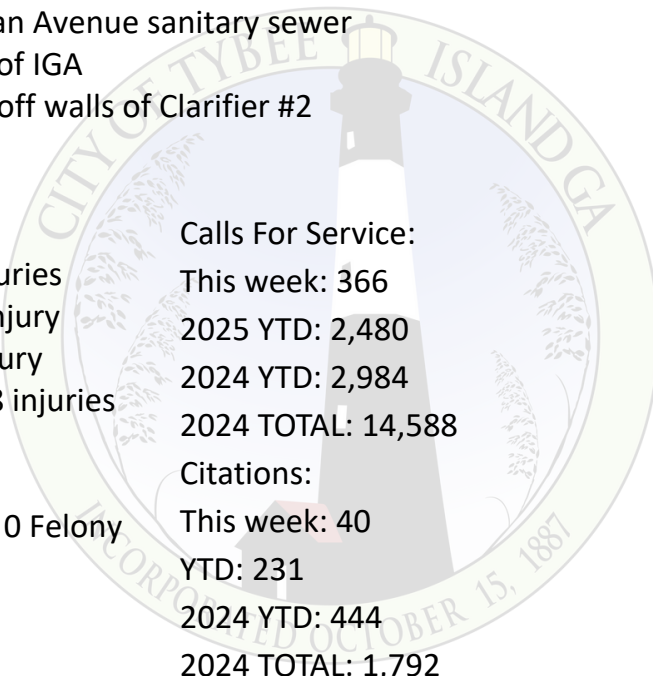 an Avenue sanitary sewer
of IGA
off walls of Clarifier #2
uries
njury
ury
injuries
0 Felony
Calls For Service:
This week: 366
2025 YTD: 2,480
2024 YTD: 2,984
2024 TOTAL: 14,588
Citations:
This week: 40
YTD: 231
2024 YTD: 444
2024 TOTAL: 1.792
CITY OF TYBEE ISLAND GA
INCORPORATED OCTOBER 15, 1887